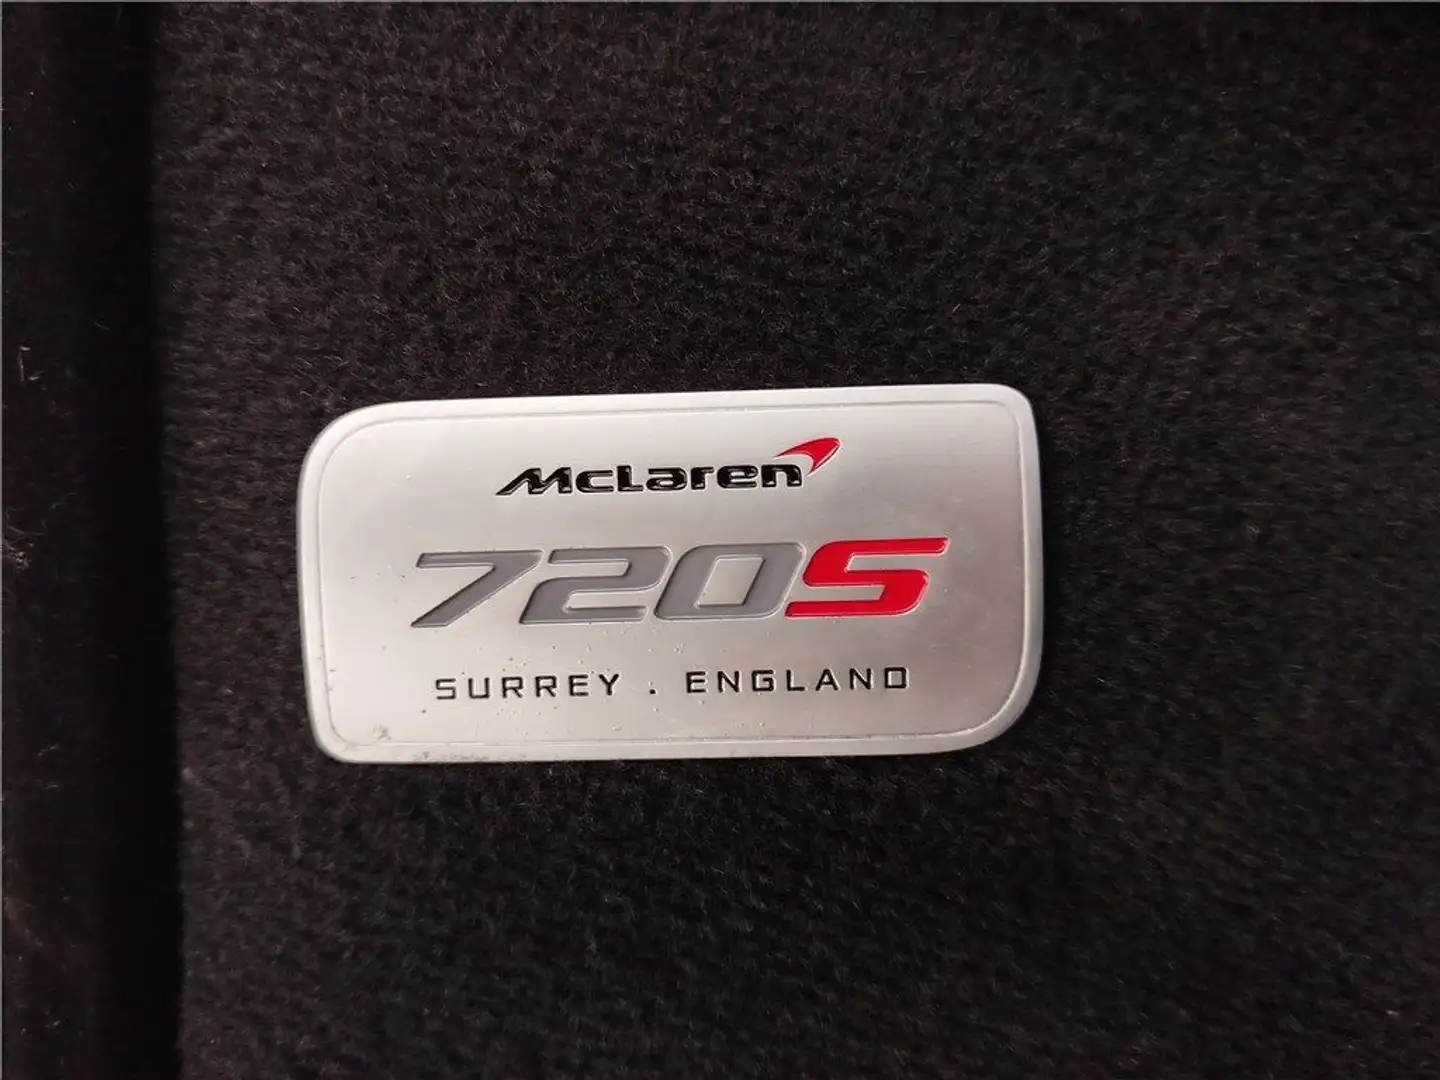 McLaren
720S
SURREY . ENGLAND